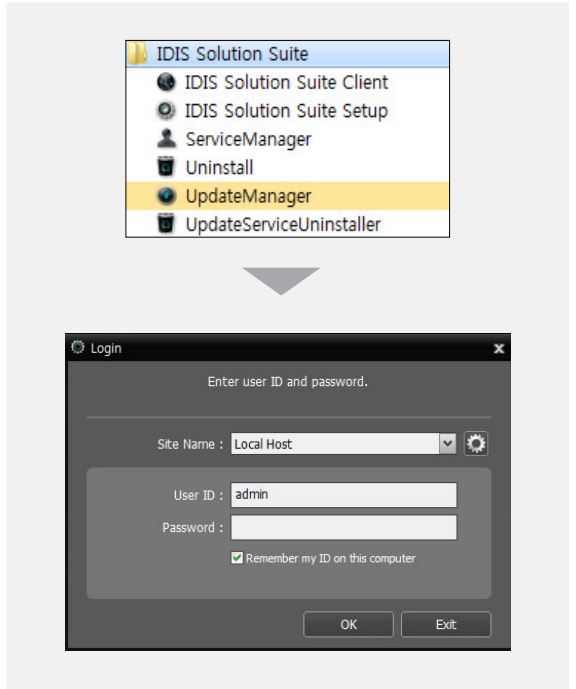 IDIS Solution Suite
IDIS Solution Suite Client
IDIS Solution Suite Setup
ServiceManager
Uninstall
UpdateManager
UpdateServiceUninstaller
Login
x
Enter user ID and password.
Site Name : Local Host
User ID : admin
Password :
Remember my ID on this computer
OK Exit